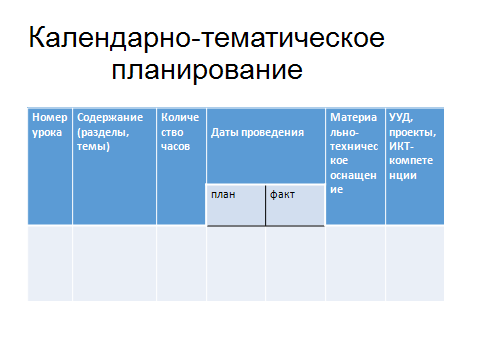 Календарно-тематическое
планирование
Номер
урока
Содержание
(разделы,
темы)
Количе
ство
часов
Даты проведения
план
факт
Материа
льно-
техничес
кое
оснащен
ие
УУД,
проекты,
ИКТ-
компете
нции